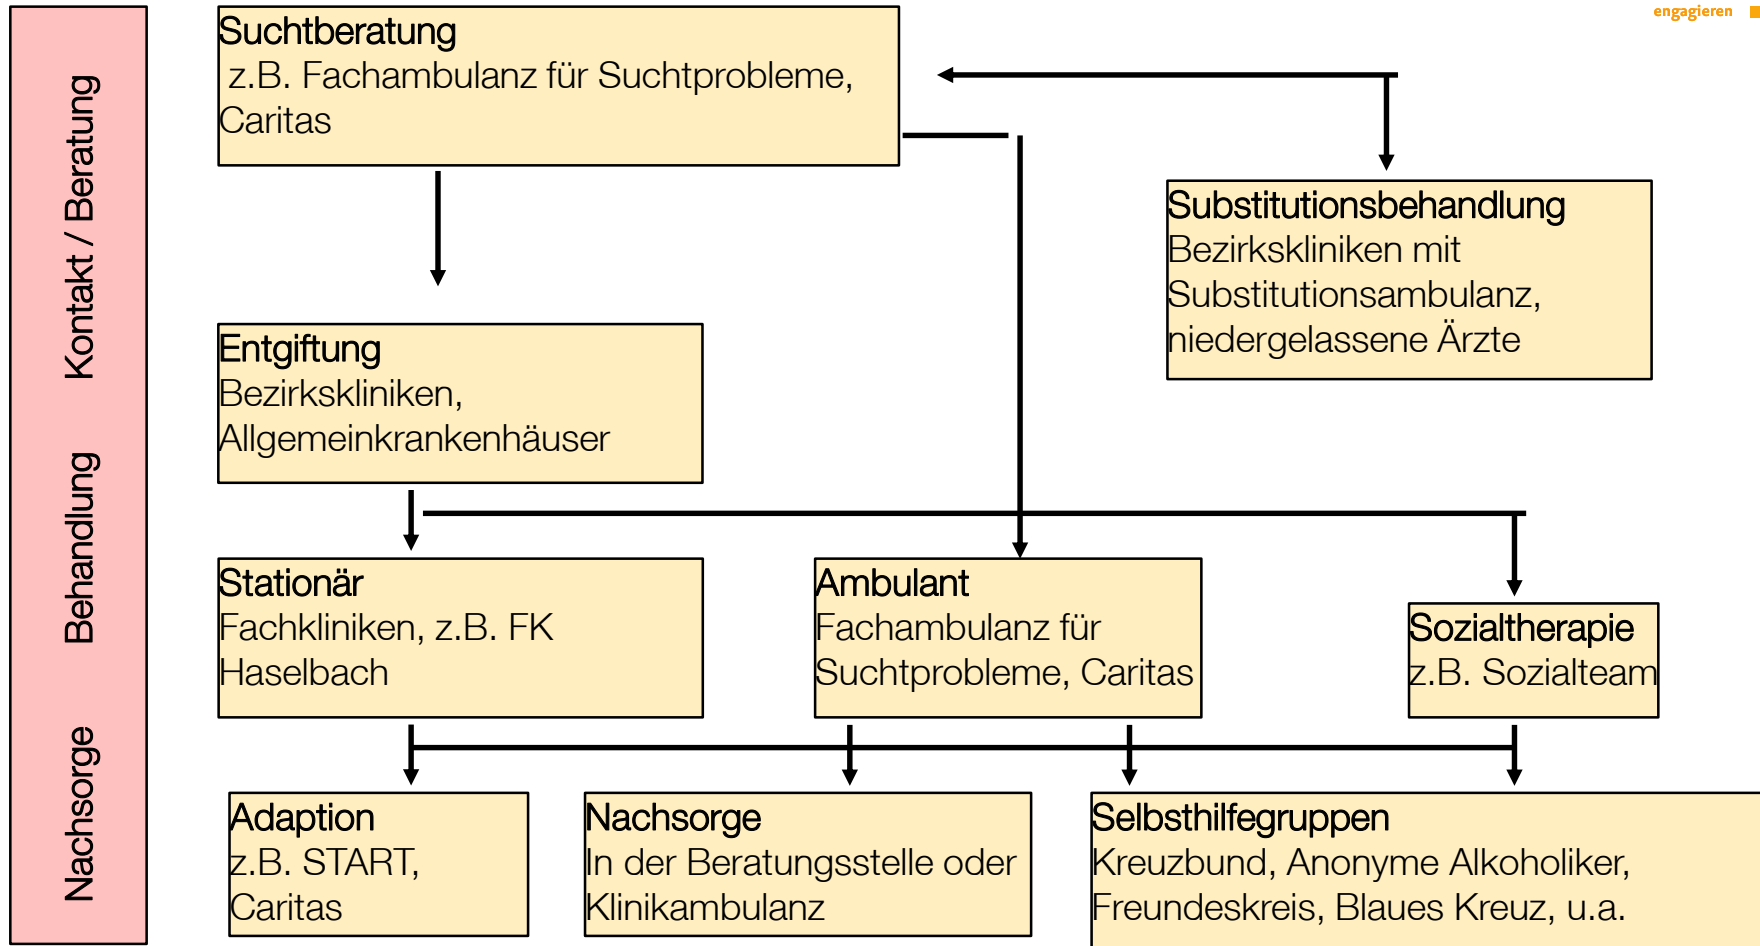 engagieren
Kontakt / Beratung
Behandlung
Nachsorge
Suchtberatung
z.B. Fachambulanz für Suchtprobleme,
Caritas
Substitutionsbehandlung
Bezirkskliniken mit
Substitutionsambulanz,
niedergelassene Ärzte
Entgiftung
Bezirkskliniken,
Allgemeinkrankenhäuser
Stationär
Fachkliniken, z.B. FK
Haselbach
Ambulant
Fachambulanz für
Suchtprobleme, Caritas
Sozialtherapie
z.B. Sozialteam
Adaption
z.B. START,
Caritas
Nachsorge
In der Beratungsstelle oder
Klinikambulanz
Selbsthilfegruppen
Kreuzbund, Anonyme Alkoholiker,
Freundeskreis, Blaues Kreuz, u.a.